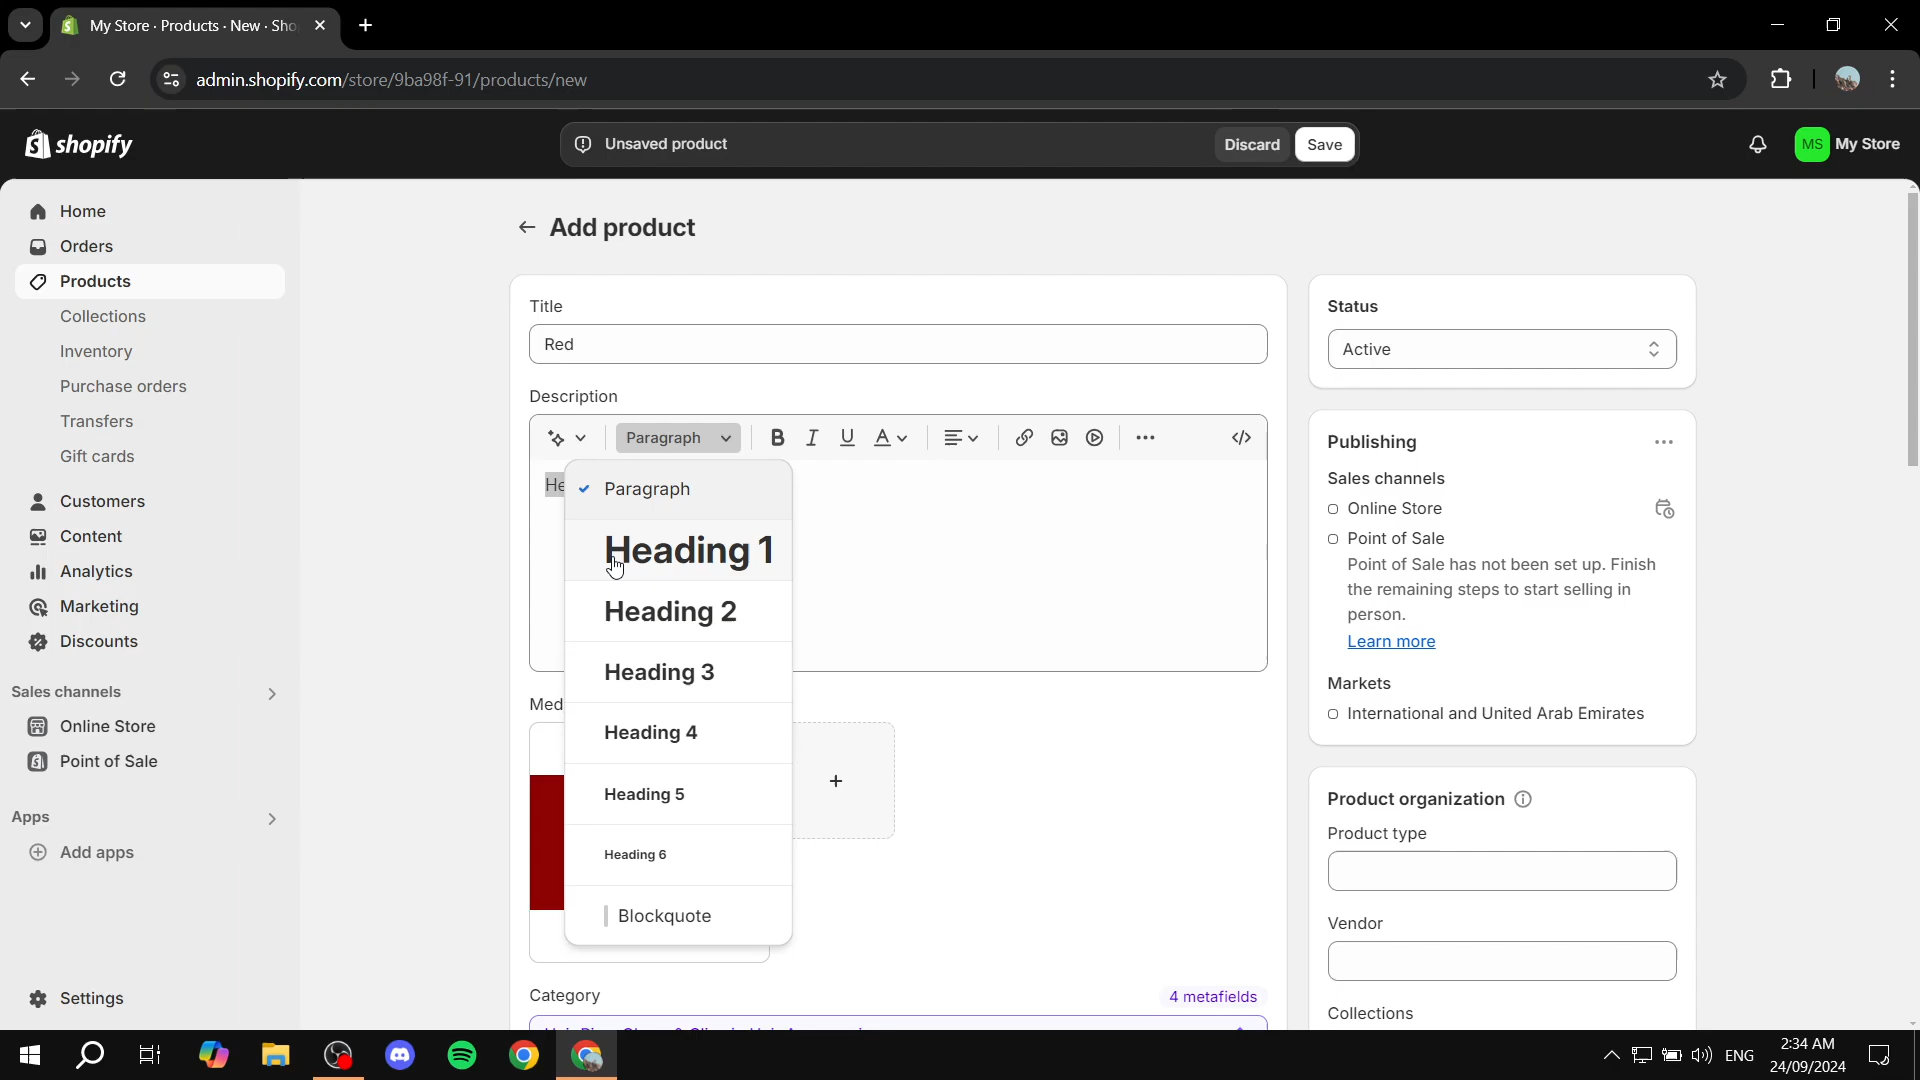 My Store · Products · New · Sho
admin.shopify.com/store/9ba98f-91/products/new
shopify
Unsaved product
Discard
Save
MS
My Store
Home
Orders
Products
Collections
Inventory
Purchase orders
Transfers
Gift cards
Customers
Content
Analytics
Marketing
Discounts
Sales channels
Online Store
Point of Sale
Apps
Add apps
Settings
Add product
Title
Red
Description
Paragraph
B I U A
He
Paragraph
Heading 1
Heading 2
Heading 3
Heading 4
Heading 5
Heading 6
Blockquote
Med
Category
4 metafields
Status
Active
Publishing
Sales channels
Online Store
Point of Sale
Point of Sale has not been set up. Finish
the remaining steps to start selling in
person.
Learn more
Markets
International and United Arab Emirates
Product organization
Product type
Vendor
Collections
ENG
2:34 AM
24/09/2024